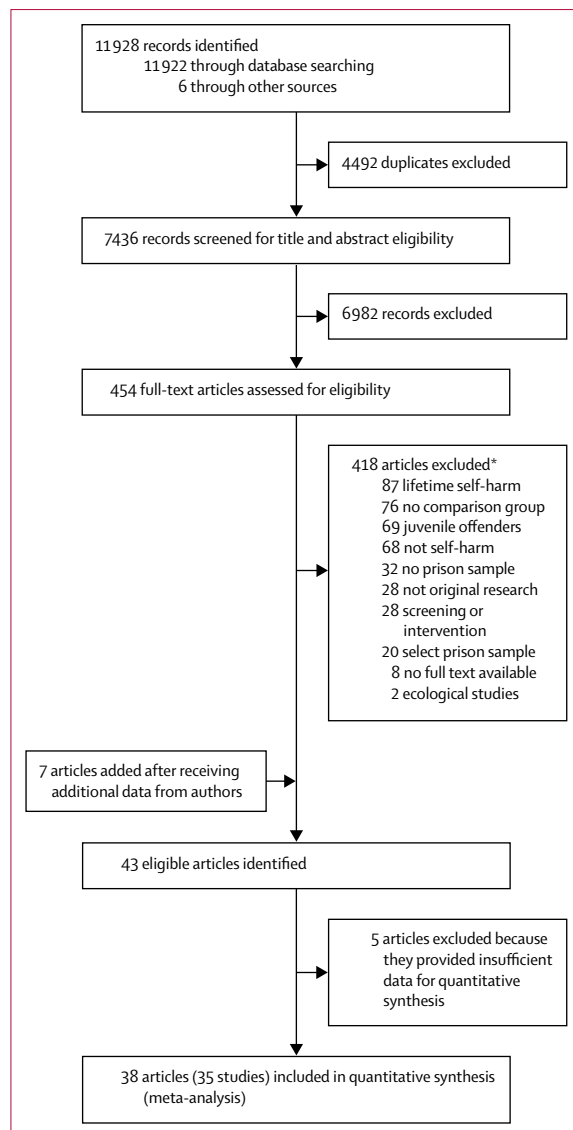 11 928 records identified
11 922 through database searching
6 through other sources
4492 duplicates excluded
7436 records screened for title and abstract eligibility
6982 records excluded
454 full-text articles assessed for eligibility
418 articles excluded*
87 lifetime self-harm
76 no comparison group
69 juvenile offenders
68 not self-harm
32 no prison sample
28 not original research
28 screening or
intervention
20 select prison sample
8 no full text available
2 ecological studies
7 articles added after receiving
additional data from authors
43 eligible articles identified
5 articles excluded because
they provided insufficient
data for quantitative
synthesis
38 articles (35 studies) included in quantitative synthesis
(meta-analysis)